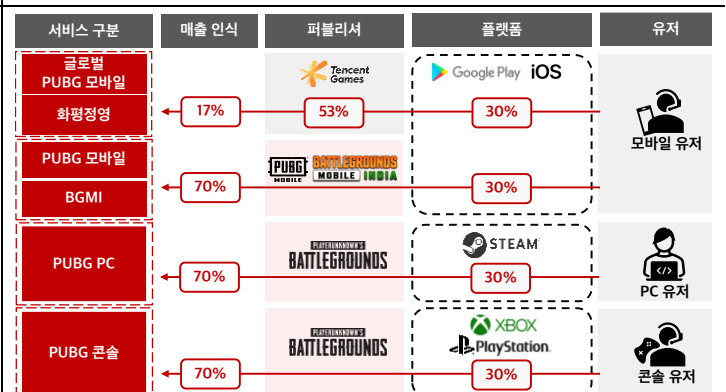 서비스 구분 매출 인식 퍼블리셔 플랫폼 유저
글로벌
PUBG 모바일
Tencent
Games
Google Play iOS
화평정영
17% 53% 30%
모바일 유저
PUBG 모바일
PUBG
MOBILE
BATTLEGROUNDS
MOBILE INDIA
BGMI
70% 30%
PUBG PC
PLAYERUNKNOWN'S
BATTLEGROUNDS
STEAM
70% 30%
</>
PC 유저
PUBG 콘솔
PLAYERUNKNOWN'S
BATTLEGROUNDS
XBOX
PlayStation.
70% 30%
콘솔 유저